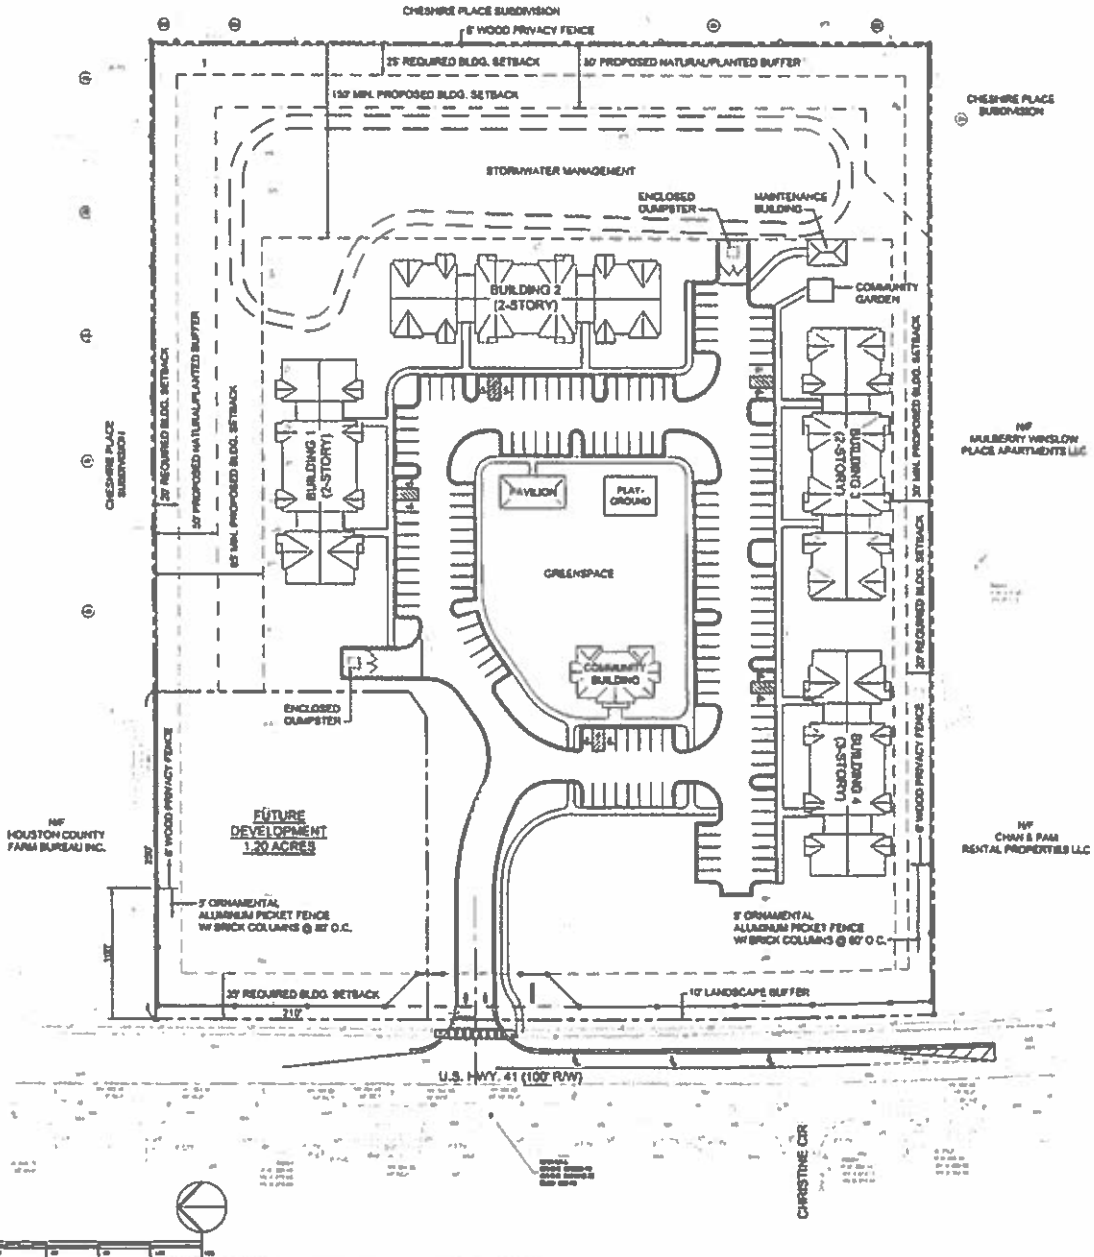 CHESHIRE PLACE SUBDIVISION
6' WOOD PRIVACY FENCE
25' REQUIRED BLDG. SETBACK
50' PROPOSED NATURAL/PLANTED BUFFER
150' MIN. PROPOSED BLDG. SETBACK
CHESHIRE PLACE
SUBDIVISION
STORMWATER MANAGEMENT
ENCLOSED
DUMPSTER
MAINTENANCE
BUILDING
BUILDING 2
(2-STORY)
COMMUNITY
GARDEN
20' REQUIRED BLDG. SETBACK
50' PROPOSED NATURAL/PLANTED BUFFER
MIN. PROPOSED BLDG. SETBACK
CHESHIRE PLACE
SUBDIVISION
BUILDING 1
(2-STORY)
PAVILION
PLAY-
GROUND
GREENSPACE
BUILDING 3
(2-STORY)
30' MIN. PROPOSED BLDG. SETBACK
N/F
MULBERRY WINSLOW
PLACE APARTMENTS LLC
20' REQUIRED BLDG. SETBACK
COMMUNITY
BUILDING
ENCLOSED
DUMPSTER
6' WOOD PRIVACY FENCE
BUILDING 4
(3-STORY)
6' WOOD PRIVACY FENCE
N/F
HOUSTON COUNTY
FARM BUREAU INC.
FUTURE
DEVELOPMENT
1.20 ACRES
N/F
CHAN & PAM
RENTAL PROPERTIES LLC
ORNAMENTAL
ALUMINUM PICKET FENCE
W/ BRICK COLUMNS @ O.C.
ORNAMENTAL
ALUMINUM PICKET FENCE
W/ BRICK COLUMNS @ 60' O.C.
REQUIRED BLDG. SETBACK
210'
10' LANDSCAPE BUFFER
U.S. HWY. 41 (100' R/W)
CHRISTINE CIR